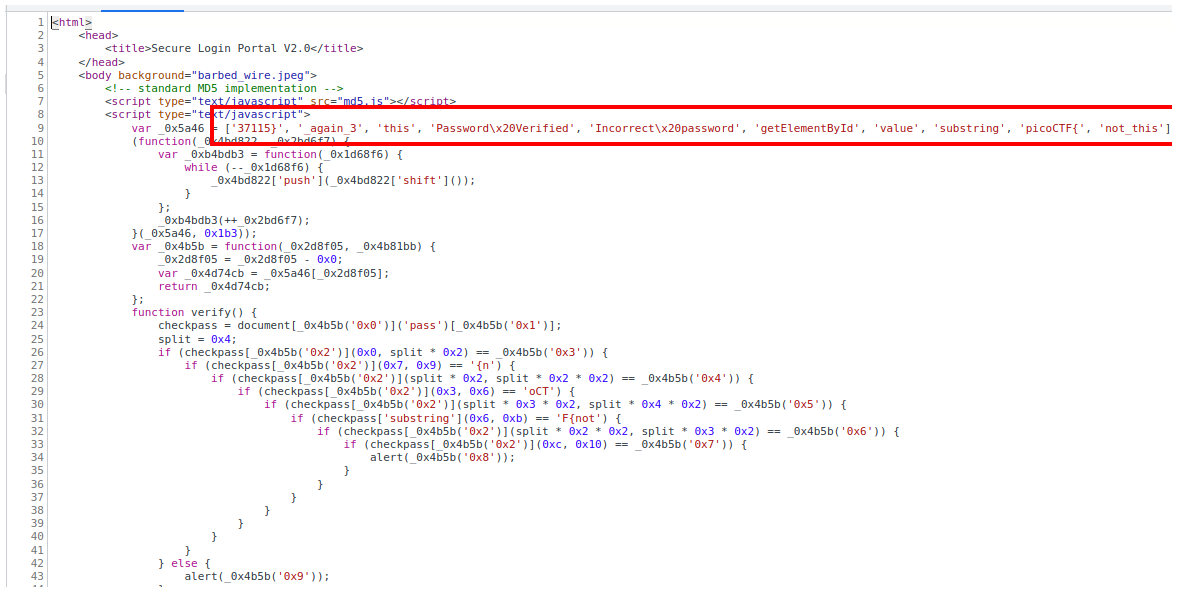 1 <html>
2 <head>
3 <title>Secure Login Portal V2.0</title>
4 </head>
5 <body background="barbed_wire.jpeg">
6 <!-- standard MD5 implementation -->
7 <script type="text/javascript" src="md5.js"></script>
8 <script type="text/javascript">
9 var _0x5a46 = ['37115}', '_again_3', 'this', 'Password\x20Verified', 'Incorrect\x20password', 'getElementById', 'value', 'substring', 'picoCTF{', 'not_this']
10 (function(_0x4bd822, _0x2bd6f7) {
11 var _0xb4bdb3 = function(_0x1d68f6) {
12 while (--_0x1d68f6) {
13 _0x4bd822['push'](_0x4bd822['shift']());
14 }
15 };
16 _0xb4bdb3(++_0x2bd6f7);
17 }(_0x5a46, 0x1b3));
18 var _0x4b5b = function(_0x2d8f05, _0x4b81bb) {
19 _0x2d8f05 = _0x2d8f05 - 0x0;
20 var _0x4d74cb = _0x5a46[_0x2d8f05];
21 return _0x4d74cb;
22 };
23 function verify() {
24 checkpass = document[_0x4b5b('0x0')]('pass')[_0x4b5b('0x1')];
25 split = 0x4;
26 if (checkpass[_0x4b5b('0x2')](0x0, split * 0x2) == _0x4b5b('0x3')) {
27 if (checkpass[_0x4b5b('0x2')](0x7, 0x9) == '{n') {
28 if (checkpass[_0x4b5b('0x2')](split * 0x2, split * 0x2 * 0x2) == _0x4b5b('0x4')) {
29 if (checkpass[_0x4b5b('0x2')](0x3, 0x6) == 'oCT') {
30 if (checkpass[_0x4b5b('0x2')](split * 0x3 * 0x2, split * 0x4 * 0x2) == _0x4b5b('0x5')) {
31 if (checkpass['substring'](0x6, 0xb) == 'F{not') {
32 if (checkpass[_0x4b5b('0x2')](split * 0x2 * 0x2, split * 0x3 * 0x2) == _0x4b5b('0x6')) {
33 if (checkpass[_0x4b5b('0x2')](0xc, 0x10) == _0x4b5b('0x7')) {
34 alert(_0x4b5b('0x8'));
35 }
36 }
37 }
38 }
39 }
40 }
41 }
42 } else {
43 alert(_0x4b5b('0x9'));